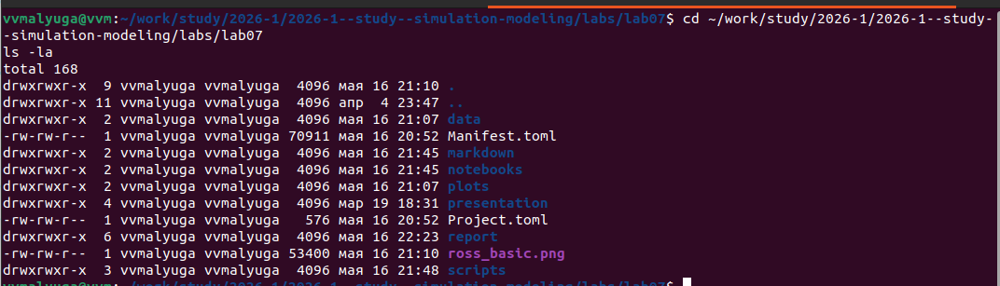 vvmalyuga@vvm:~/work/study/2026-1/2026-1--study--simulation-modeling/labs/lab07$ cd ~/work/study/2026-1/2026-1--study-
-simulation-modeling/labs/lab07
ls -la
total 168
drwxrwxr-x  9 vvmalyuga vvmalyuga  4096 мая 16 21:10 .
drwxrwxr-x 11 vvmalyuga vvmalyuga  4096 апр  4 23:47 ..
drwxrwxr-x  2 vvmalyuga vvmalyuga  4096 мая 16 21:07 data
-rw-rw-r--  1 vvmalyuga vvmalyuga 70911 мая 16 20:52 Manifest.toml
drwxrwxr-x  2 vvmalyuga vvmalyuga  4096 мая 16 21:45 markdown
drwxrwxr-x  2 vvmalyuga vvmalyuga  4096 мая 16 21:45 notebooks
drwxrwxr-x  2 vvmalyuga vvmalyuga  4096 мая 16 21:07 plots
drwxrwxr-x  4 vvmalyuga vvmalyuga  4096 мар 19 18:31 presentation
-rw-rw-r--  1 vvmalyuga vvmalyuga   576 мая 16 20:52 Project.toml
drwxrwxr-x  6 vvmalyuga vvmalyuga  4096 мая 16 22:23 report
-rw-rw-r--  1 vvmalyuga vvmalyuga 53400 мая 16 21:10 ross_basic.png
drwxrwxr-x  3 vvmalyuga vvmalyuga  4096 мая 16 21:48 scripts
vvmalyuga@vvm:~/work/study/2026-1/2026-1--study--simulation-modeling/labs/lab07$